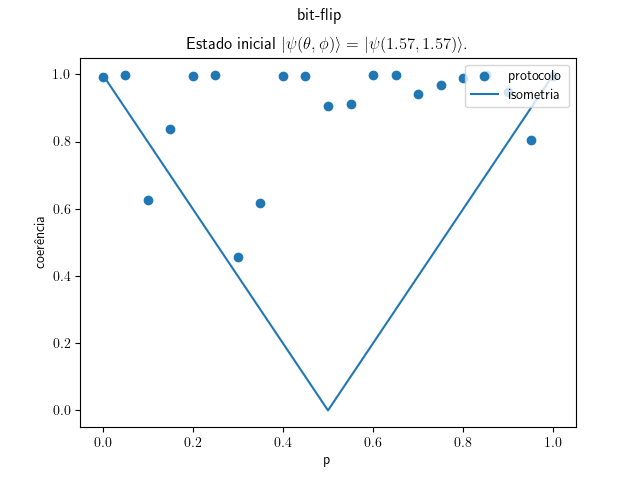 bit-flip
Estado inicial |ψ(θ, ϕ)⟩ = |ψ(1.57, 1.57)⟩.
1.0
0.8
0.6
0.4
0.2
0.0
coerência
protocolo
isometria
0.0 0.2 0.4 0.6 0.8 1.0
p